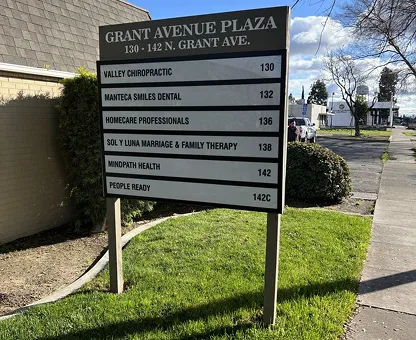 GRANT AVENUE PLAZA
130 - 142 N. GRANT AVE.
VALLEY CHIROPRACTIC 130
MANTECA SMILES DENTAL 132
HOMECARE PROFESSIONALS 136
SOL Y LUNA MARRIAGE & FAMILY THERAPY 138
MINDPATH HEALTH 142
PEOPLE READY 142C